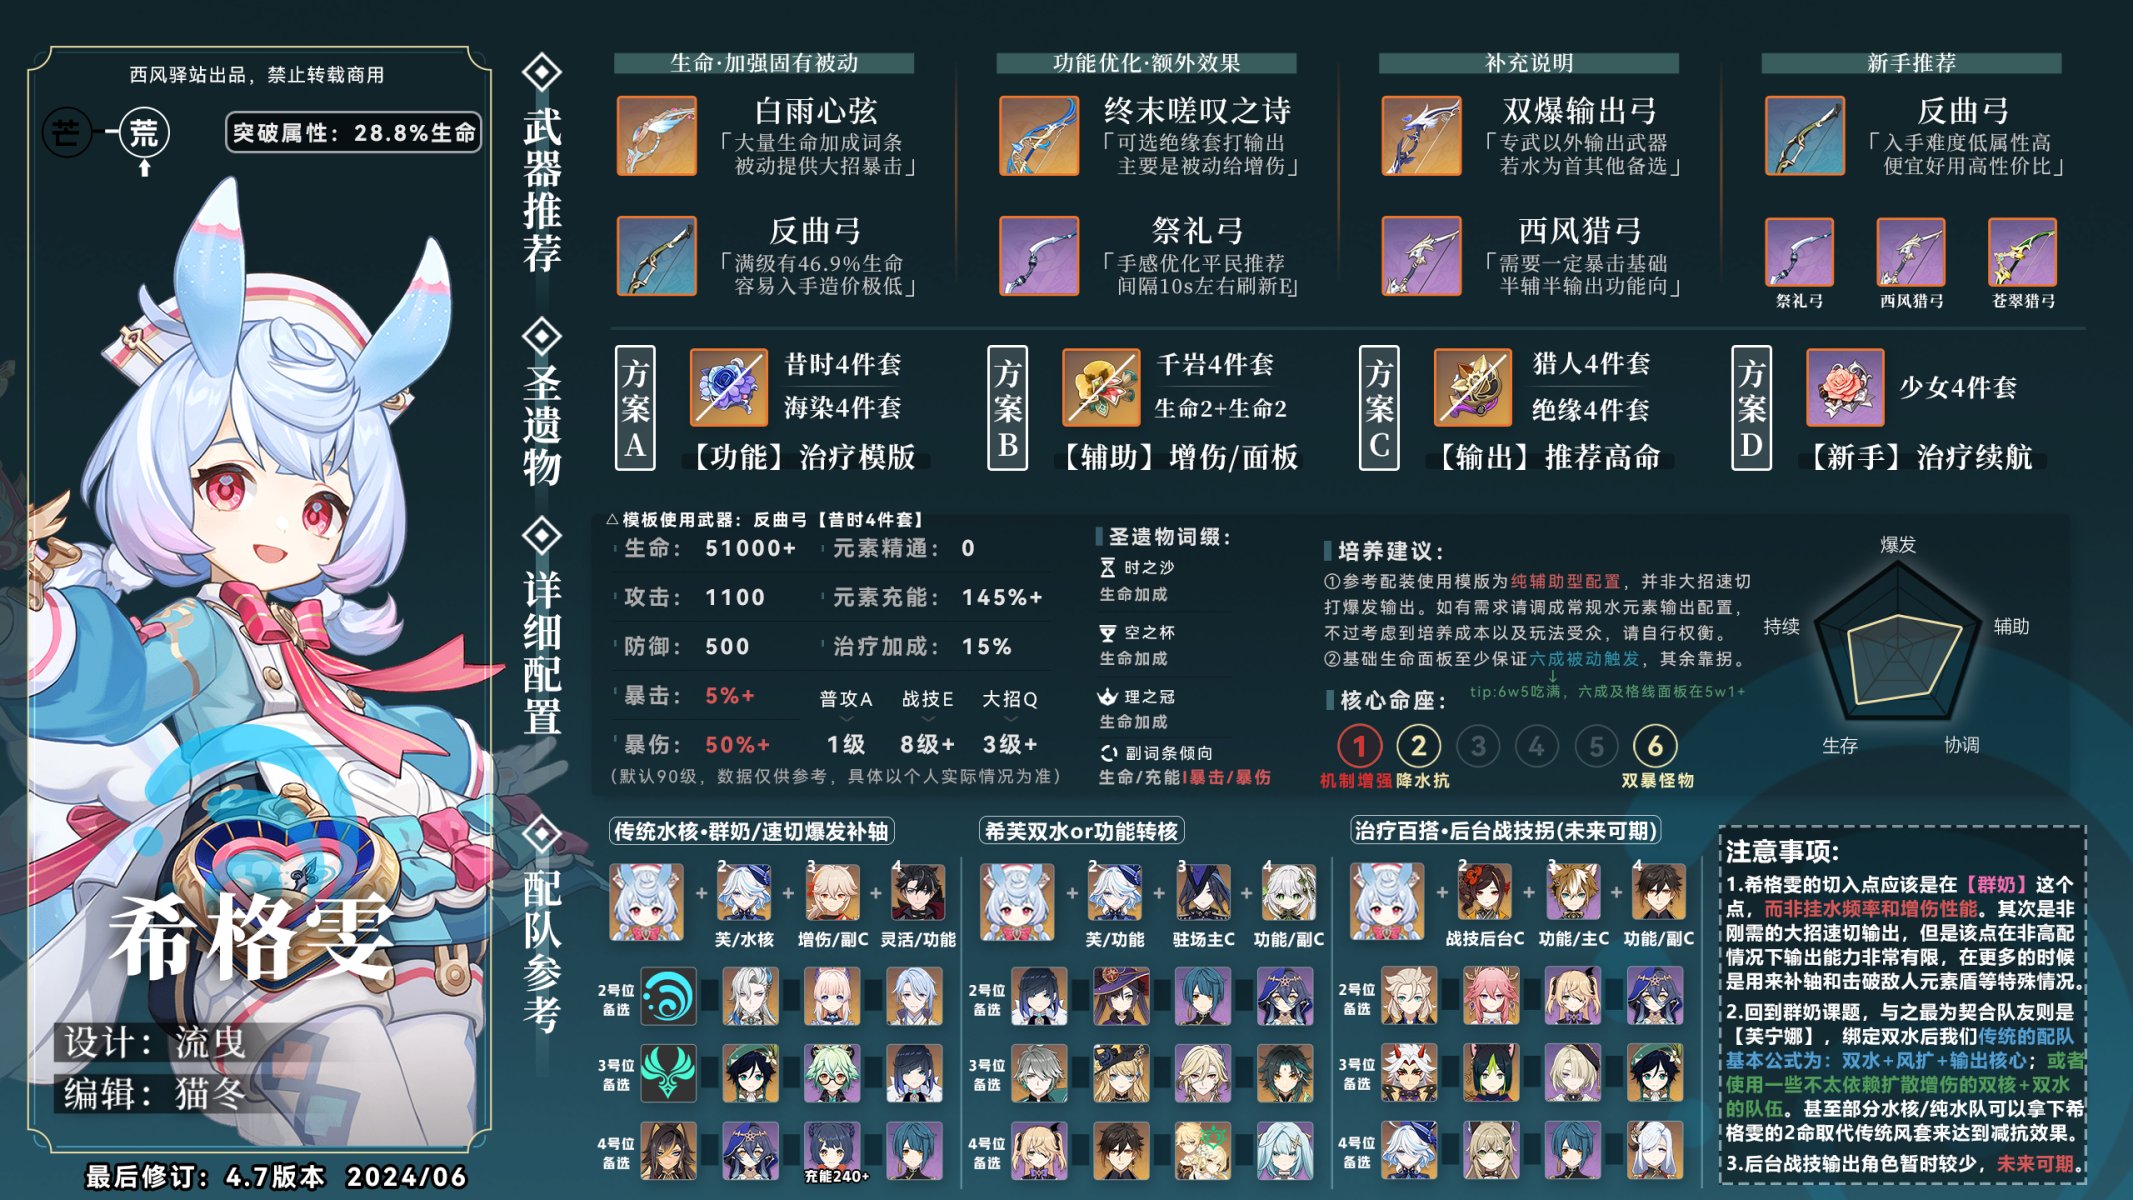 西风驿站出品，禁止转载商用
芒
荒
突破属性：28.8%生命
希格雯
设计：流曳
编辑：猫冬
最后修订：4.7版本 2024/06
武器推荐
生命·加强固有被动
白雨心弦
「大量生命加成词条
被动提供大招暴击」
反曲弓
「满级有46.9%生命
容易入手造价极低」
功能优化·额外效果
终末嗟叹之诗
「可选绝缘套打输出
主要是被动给增伤」
祭礼弓
「手感优化平民推荐
间隔10s左右刷新E」
补充说明
双爆输出弓
「专武以外输出武器
若水为首其他备选」
西风猎弓
「需要一定暴击基础
半辅半输出功能向」
新手推荐
反曲弓
「入手难度低属性高
便宜好用高性价比」
祭礼弓
西风猎弓
苍翠猎弓
圣遗物
方案A
昔时4件套
海染4件套
【功能】治疗模版
方案B
千岩4件套
生命2+生命2
【辅助】增伤/面板
方案C
猎人4件套
绝缘4件套
【输出】推荐高命
方案D
少女4件套
【新手】治疗续航
详细配置
△模板使用武器：反曲弓【昔时4件套】
生命：51000+
元素精通：0
攻击：1100
元素充能：145%+
防御：500
治疗加成：15%
暴击：5%+
普攻A 战技E 大招Q
暴伤：50%+
1级 8级+ 3级+
（默认90级，数据仅供参考，具体以个人实际情况为准）
圣遗物词缀：
时之沙
生命加成
空之杯
生命加成
理之冠
生命加成
副词条倾向
生命/充能|暴击/暴伤
培养建议：
①参考配装使用模版为纯辅助型配置，并非大招速切
打爆发输出。如有需求请调成常规水元素输出配置，
不过考虑到培养成本以及玩法受众，请自行权衡。
②基础生命面板至少保证六成被动触发，其余靠拐。
tip:6w5吃满，六成及格线面板在5w1+
核心命座：
1 2 3 4 5 6
机制增强 降水抗 双暴怪物
爆发
辅助
协调
生存
持续
配队参考
传统水核·群奶/速切爆发补轴
+ 2 + 3 + 4
芙/水核 增伤/副C 灵活/功能
2号位
备选
3号位
备选
4号位
备选
充能240+
希芙双水or功能转核
+ 2 + 3 + 4
芙/功能 驻场主C 功能/副C
2号位
备选
3号位
备选
4号位
备选
治疗百搭·后台战技拐(未来可期)
+ 2 + 3 + 4
战技后台C 功能/主C 功能/副C
2号位
备选
3号位
备选
4号位
备选
注意事项：
1.希格雯的切入点应该是在【群奶】这个
点，而非挂水频率和增伤性能。其次是非
刚需的大招速切输出，但是该点在非高配
情况下输出能力非常有限，在更多的时候
是用来补轴和击破敌人元素盾等特殊情况。
2.回到群奶课题，与之最为契合队友则是
【芙宁娜】，绑定双水后我们传统的配队
基本公式为：双水+风扩+输出核心；或者
使用一些不太依赖扩散增伤的双核+双水
的队伍。甚至部分水核/纯水队可以拿下希
格雯的2命取代传统风套来达到减抗效果。
3.后台战技输出角色暂时较少，未来可期。